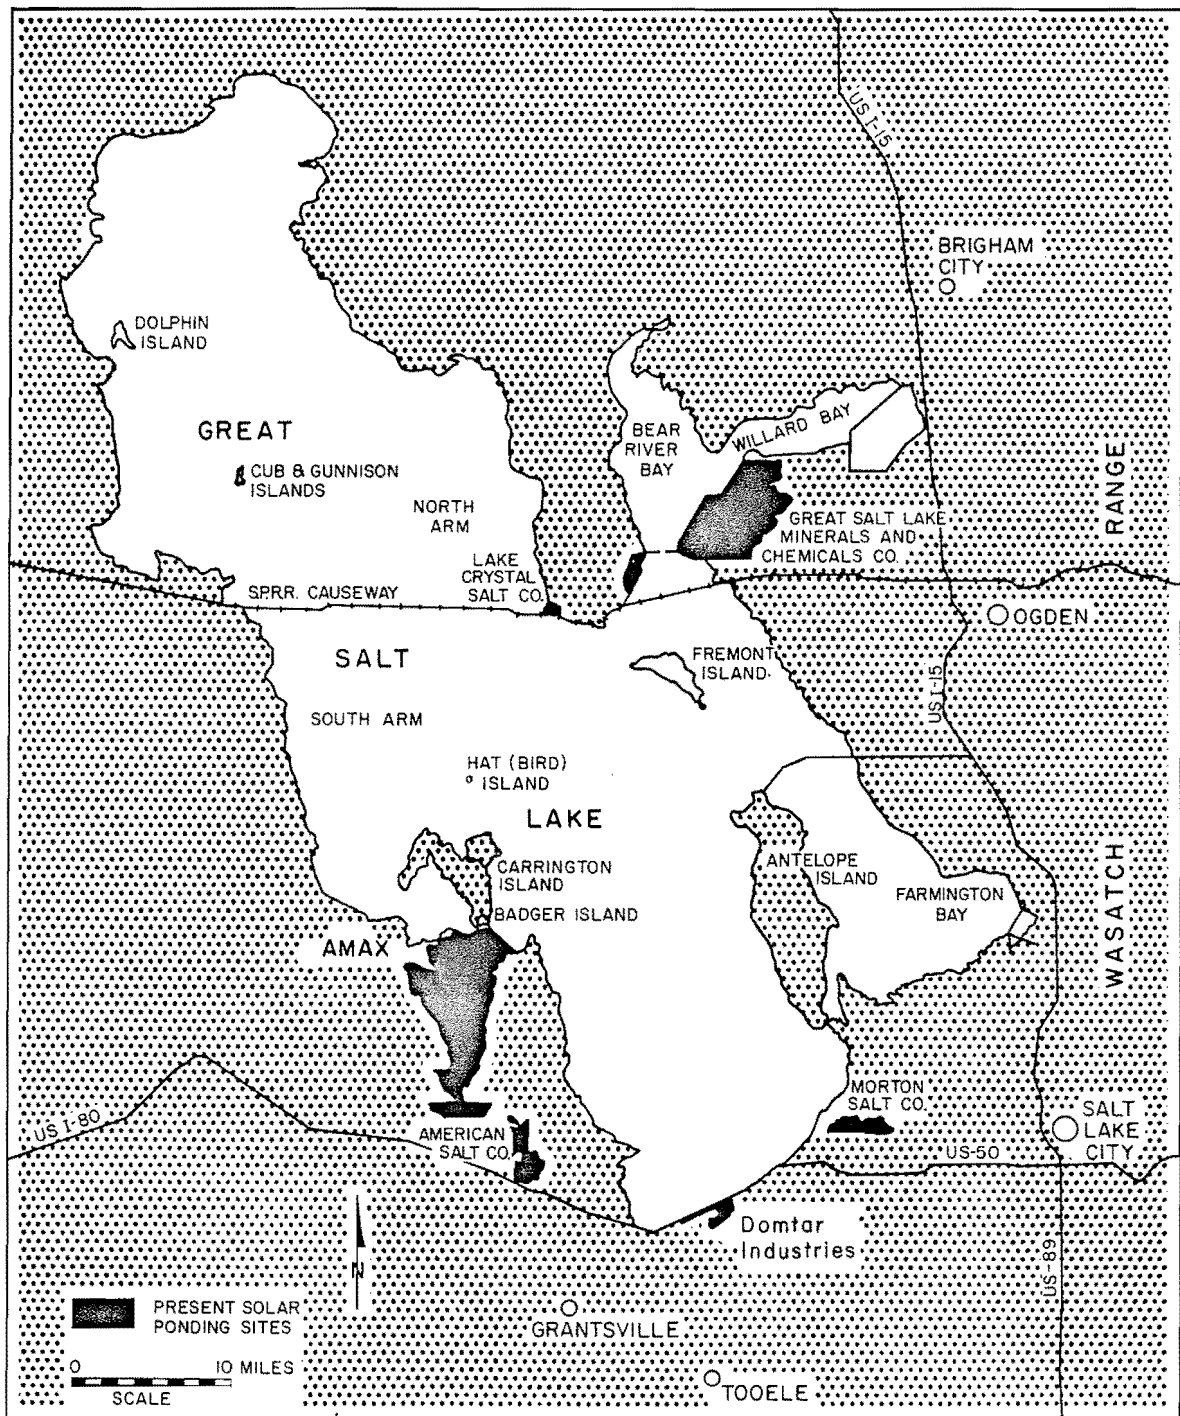 US I-15
BRIGHAM
CITY
DOLPHIN
ISLAND
GREAT
BEAR
RIVER
BAY
WILLARD BAY
CUB & GUNNISON
ISLANDS
NORTH
ARM
RANGE
GREAT SALT LAKE
MINERALS AND
CHEMICALS CO.
LAKE
CRYSTAL
SALT CO.
SPRR. CAUSEWAY
OGDEN
SALT
FREMONT
ISLAND
US I-15
SOUTH ARM
HAT (BIRD)
ISLAND
LAKE
CARRINGTON
ISLAND
ANTELOPE
ISLAND
FARMINGTON
BAY
WASATCH
BADGER ISLAND
AMAX
MORTON
SALT CO.
SALT
LAKE
CITY
US I-80
AMERICAN
SALT CO.
US-50
Domtar
Industries
US-89
N
PRESENT SOLAR
PONDING SITES
GRANTSVILLE
0 10 MILES
SCALE
TOOELE